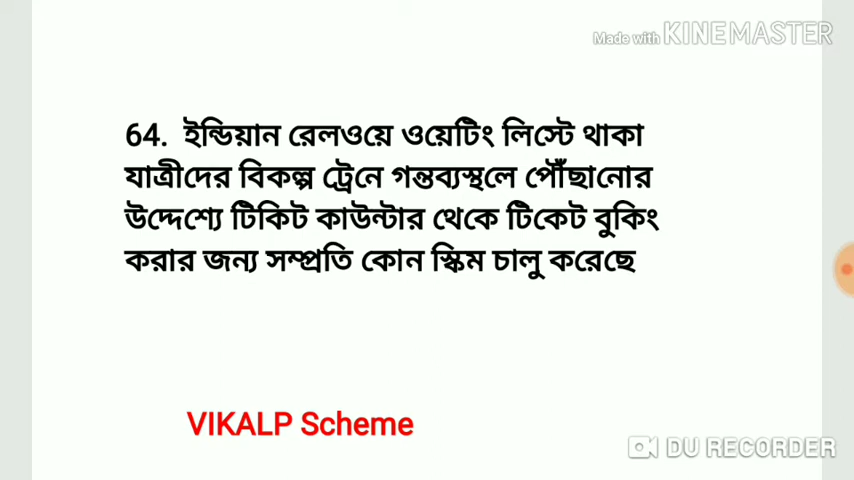 Made with KINEMASTER
64. ইন্ডিয়ান রেলওয়ে ওয়েটিং লিস্টে থাকা
যাত্রীদের বিকল্প ট্রেনে গন্তব্যস্থলে পৌঁছানোর
উদ্দেশ্যে টিকিট কাউন্টার থেকে টিকেট বুকিং
করার জন্য সম্প্রতি কোন স্কিম চালু করেছে
VIKALP Scheme
DU RECORDER